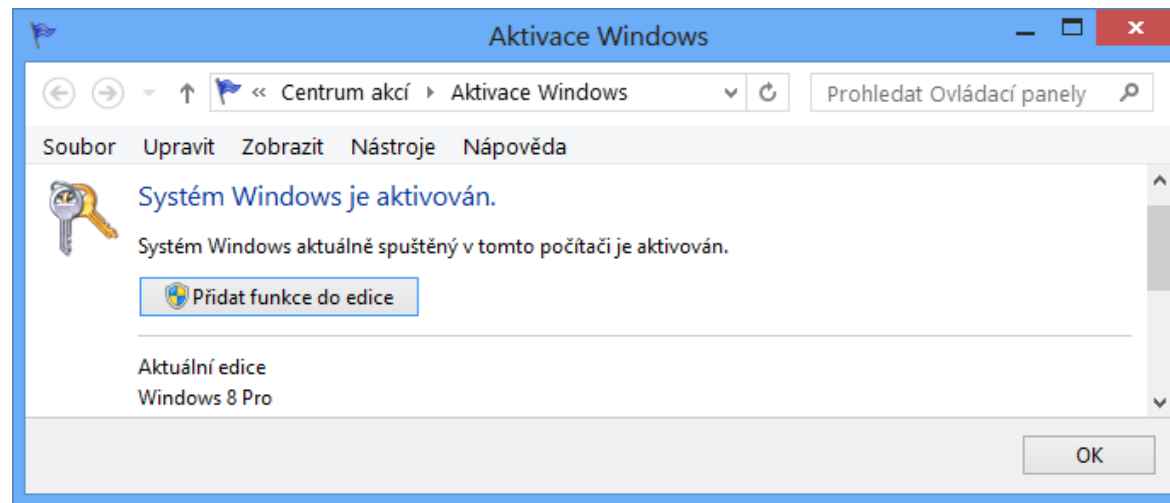 Aktivace Windows
« Centrum akcí Aktivace Windows Prohledat Ovládací panely
Soubor Upravit Zobrazit Nástroje Nápověda
Systém Windows je aktivován.
Systém Windows aktuálně spuštěný v tomto počítači je aktivován.
Přidat funkce do edice
Aktuální edice
Windows 8 Pro
OK